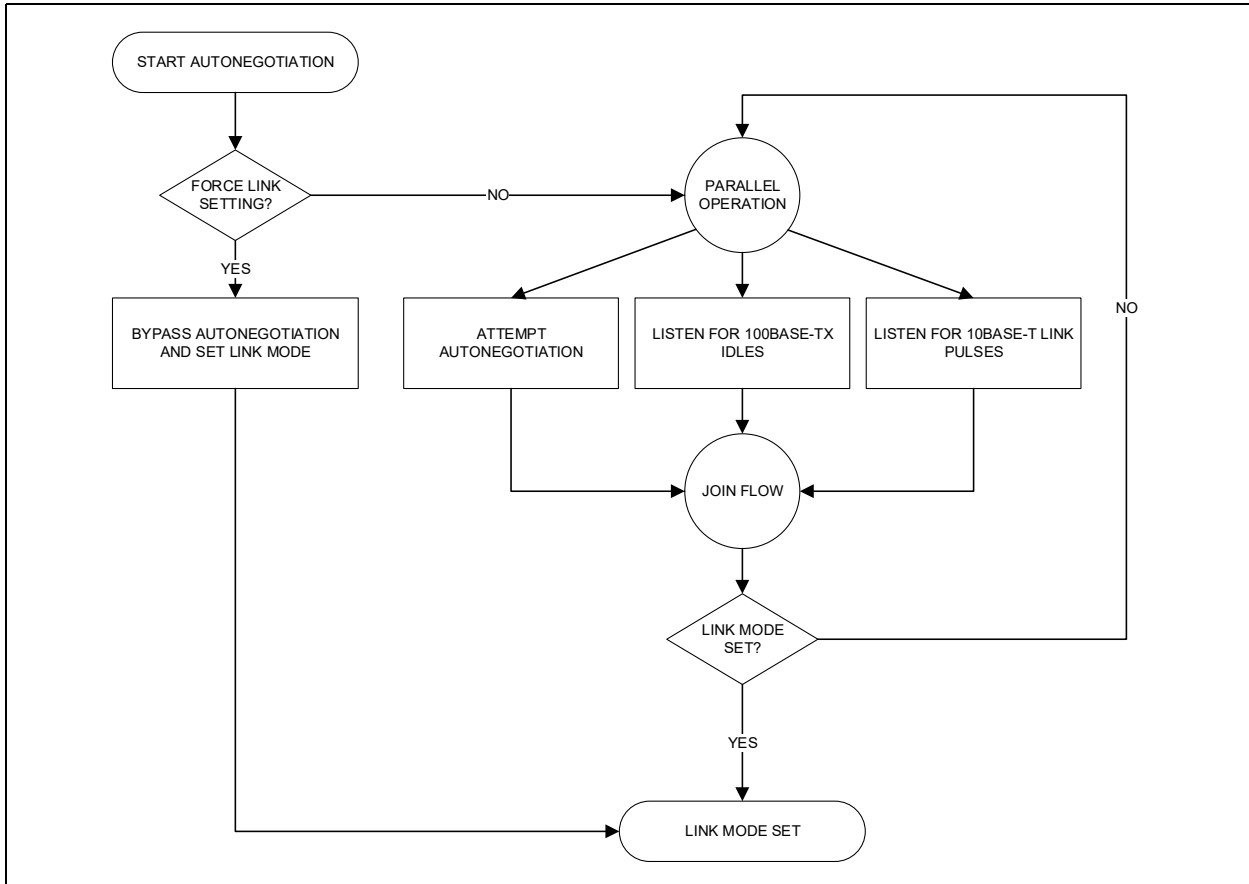 START AUTONEGOTIATION
FORCE LINK
SETTING?
NO
PARALLEL
OPERATION
YES
NO
BYPASS AUTONEGOTIATION
AND SET LINK MODE
ATTEMPT
AUTONEGOTIATION
LISTEN FOR 100BASE-TX
IDLES
LISTEN FOR 10BASE-T LINK
PULSES
JOIN FLOW
LINK MODE
SET?
YES
LINK MODE SET